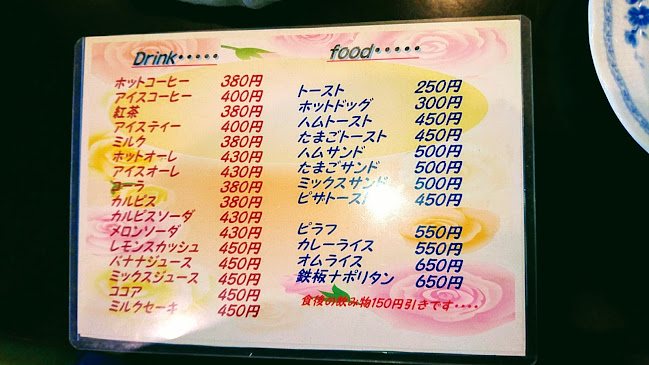 Drink・・・・・
ホットコーヒー 380円
アイスコーヒー 400円
紅茶 380円
アイスティー 400円
ミルク 380円
ホットオーレ 430円
アイスオーレ 430円
コーラ 380円
カルピス 380円
カルピスソーダ 430円
メロンソーダ 430円
レモンスカッシュ 450円
バナナジュース 450円
ミックスジュース 450円
ココア 450円
ミルクセーキ 450円
food・・・・・
トースト 250円
ホットドッグ 300円
ハムトースト 450円
たまごトースト 450円
ハムサンド 500円
たまごサンド 500円
ミックスサンド 500円
ピザトースト 450円
ピラフ 550円
カレーライス 550円
オムライス 650円
鉄板ナポリタン 650円
食後の飲み物150円引きです・・・・